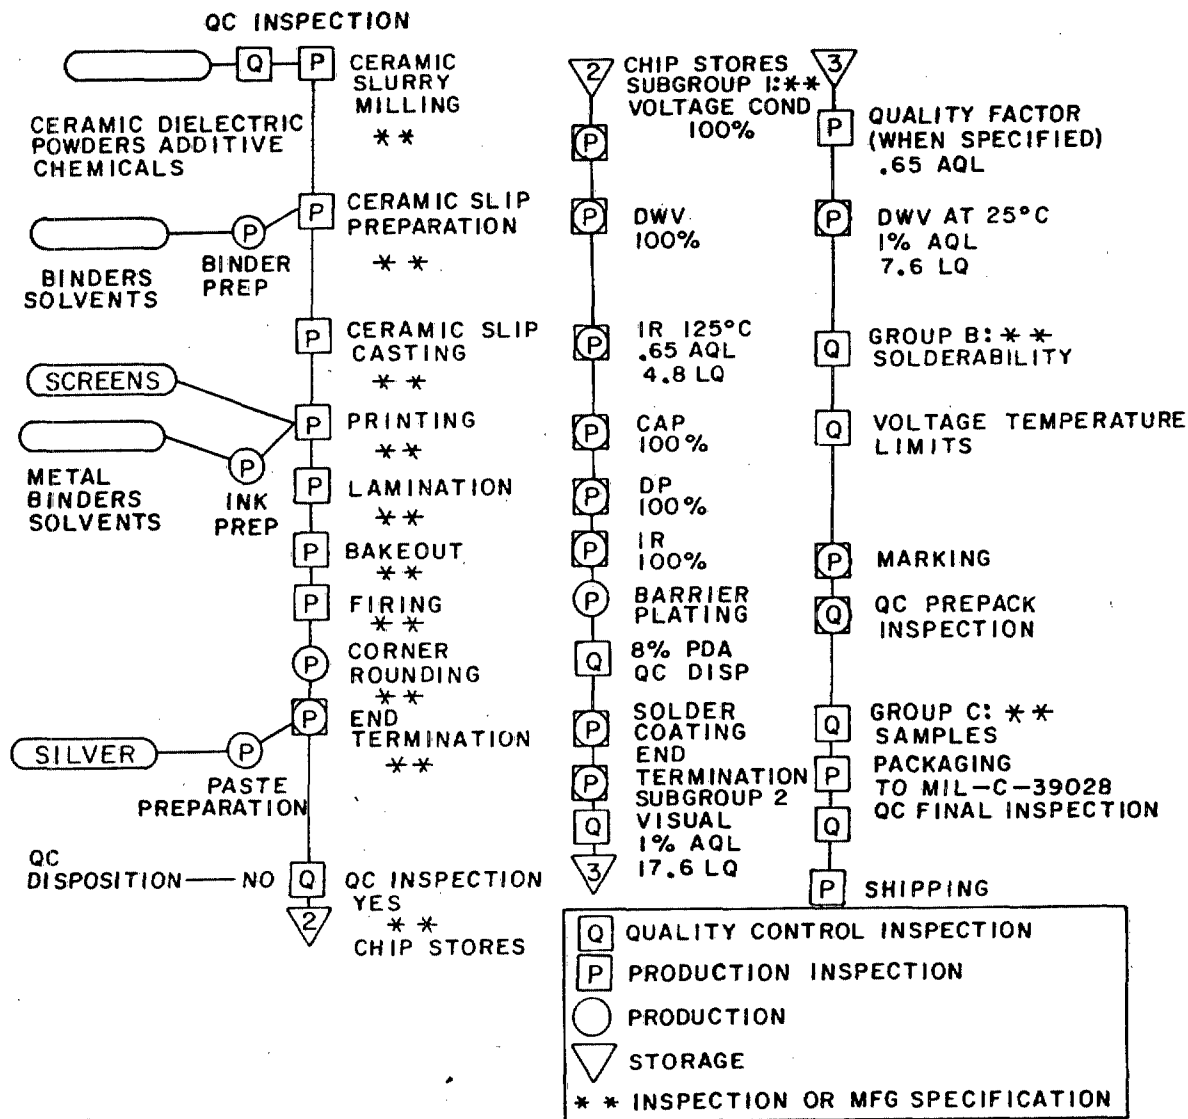 QC INSPECTION
Q
P
CERAMIC
SLURRY
MILLING
* *
CERAMIC DIELECTRIC
POWDERS ADDITIVE
CHEMICALS
P
CERAMIC SLIP
PREPARATION
* *
P
BINDER
PREP
BINDERS
SOLVENTS
P
CERAMIC SLIP
CASTING
* *
SCREENS
P
PRINTING
* *
METAL
BINDERS
SOLVENTS
P
INK
PREP
P
LAMINATION
* *
P
BAKEOUT
* *
P
FIRING
* *
P
CORNER
ROUNDING
* *
P
END
TERMINATION
* *
SILVER
P
PASTE
PREPARATION
QC
DISPOSITION
NO
Q
QC INSPECTION
YES
* *
2
CHIP STORES
2
CHIP STORES
SUBGROUP 1:**
VOLTAGE COND
100%
P
P
DWV
100%
P
IR 125°C
.65 AQL
4.8 LQ
P
CAP
100%
P
DP
100%
P
IR
100%
P
BARRIER
PLATING
Q
8% PDA
QC DISP
P
SOLDER
COATING
END
P
TERMINATION
SUBGROUP 2
Q
VISUAL
1% AQL
3
17.6 LQ
3
P
QUALITY FACTOR
(WHEN SPECIFIED)
.65 AQL
P
DWV AT 25°C
1% AQL
7.6 LQ
Q
GROUP B: * *
SOLDERABILITY
Q
VOLTAGE TEMPERATURE
LIMITS
P
MARKING
Q
QC PREPACK
INSPECTION
Q
GROUP C: * *
SAMPLES
P
PACKAGING
TO MIL-C-39028
Q
QC FINAL INSPECTION
P
SHIPPING
Q QUALITY CONTROL INSPECTION
P PRODUCTION INSPECTION
PRODUCTION
STORAGE
* * INSPECTION OR MFG SPECIFICATION